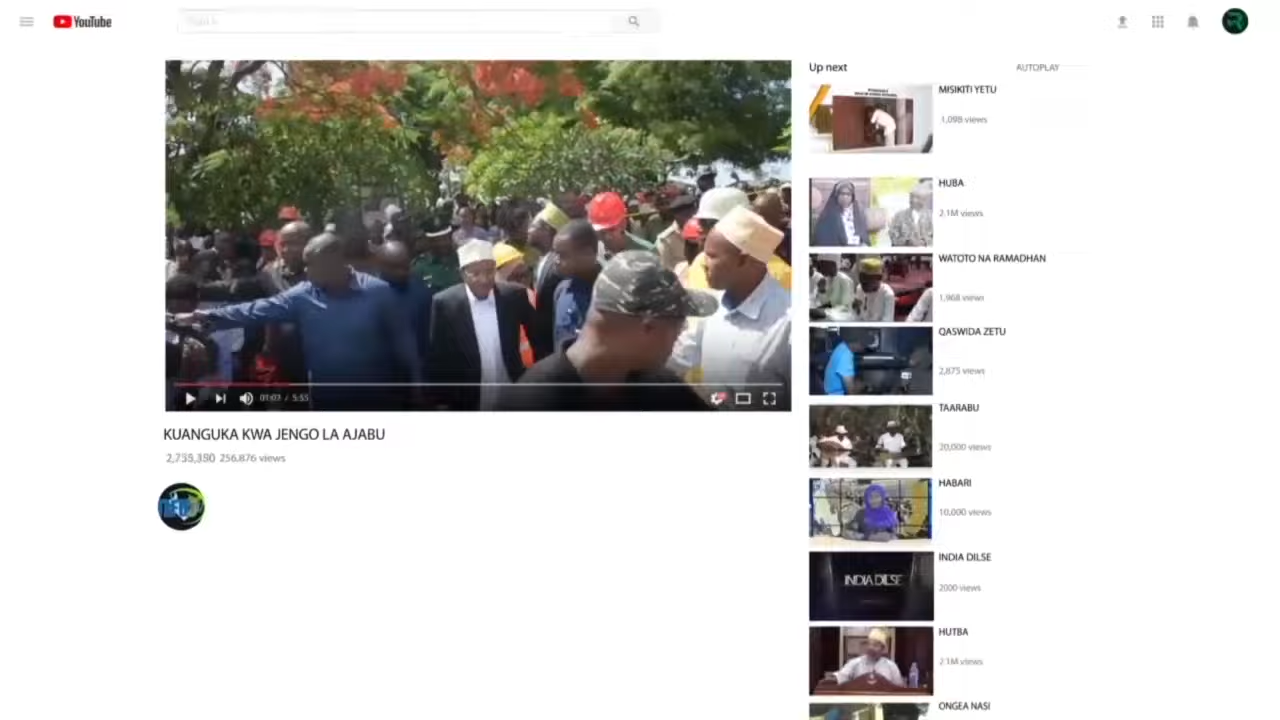 YouTube
Up next
AUTOPLAY
MISIKITI YETU
1,098 views
HUBA
2.1M views
WATOTO NA RAMADHAN
1,968 views
QASWIDA ZETU
2,875 views
01:02 / 5:55
TAARABU
20,000 views
KUANGUKA KWA JENGO LA AJABU
256,876 views
HABARI
10,000 views
INDIA DILSE
INDIA DILSE
2000 views
HUTBA
2.1M views
ONGEA NASI